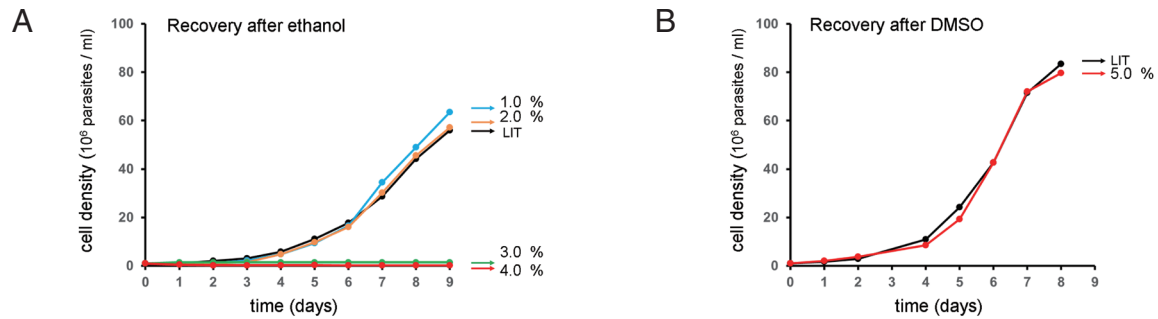 A
Recovery after ethanol
cell density (10⁶ parasites / ml)
100
80
60
40
20
0
0 1 2 3 4 5 6 7 8 9
time (days)
1.0 %
2.0 %
LIT
3.0 %
4.0 %
B
Recovery after DMSO
cell density (10⁶ parasites / ml)
100
80
60
40
20
0
0 1 2 3 4 5 6 7 8 9
time (days)
LIT
5.0 %